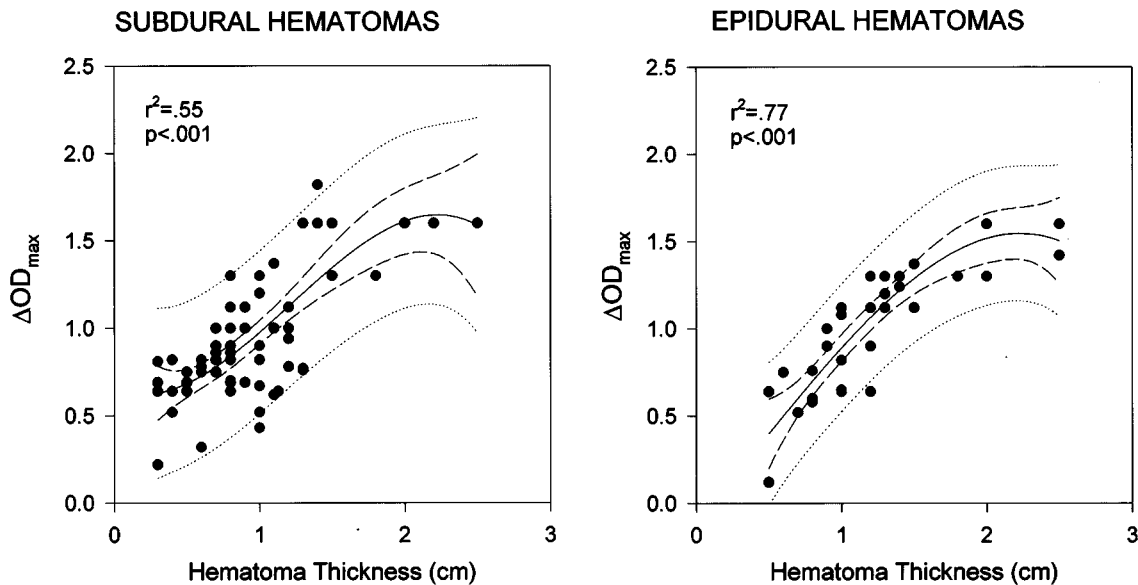 SUBDURAL HEMATOMAS
2.5
2.0
1.5
1.0
0.5
0.0
ΔOD_max
r²=.55
p<.001
0 1 2 3
Hematoma Thickness (cm)
EPIDURAL HEMATOMAS
2.5
2.0
1.5
1.0
0.5
0.0
ΔOD_max
r²=.77
p<.001
0 1 2 3
Hematoma Thickness (cm)